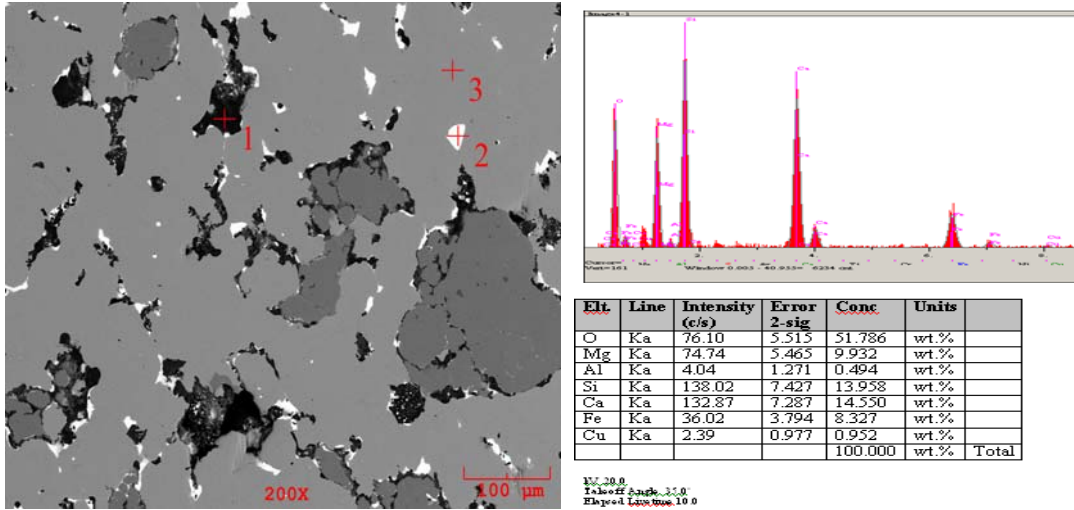 3
1
2
200X
100 µm
O
Mg
Mg
Si
Ca
Elt. Line Intensity (c/s) Error 2-sig Conc Units
O Ka 76.10 5.515 51.786 wt.%
Mg Ka 74.74 5.465 9.932 wt.%
Al Ka 4.04 1.271 0.494 wt.%
Si Ka 138.02 7.427 13.958 wt.%
Ca Ka 132.87 7.287 14.550 wt.%
Fe Ka 36.02 3.794 8.327 wt.%
Cu Ka 2.39 0.977 0.952 wt.%
100.000 wt.% Total
Takeoff Angle 35.0°
Elapsed Livetime 10.0